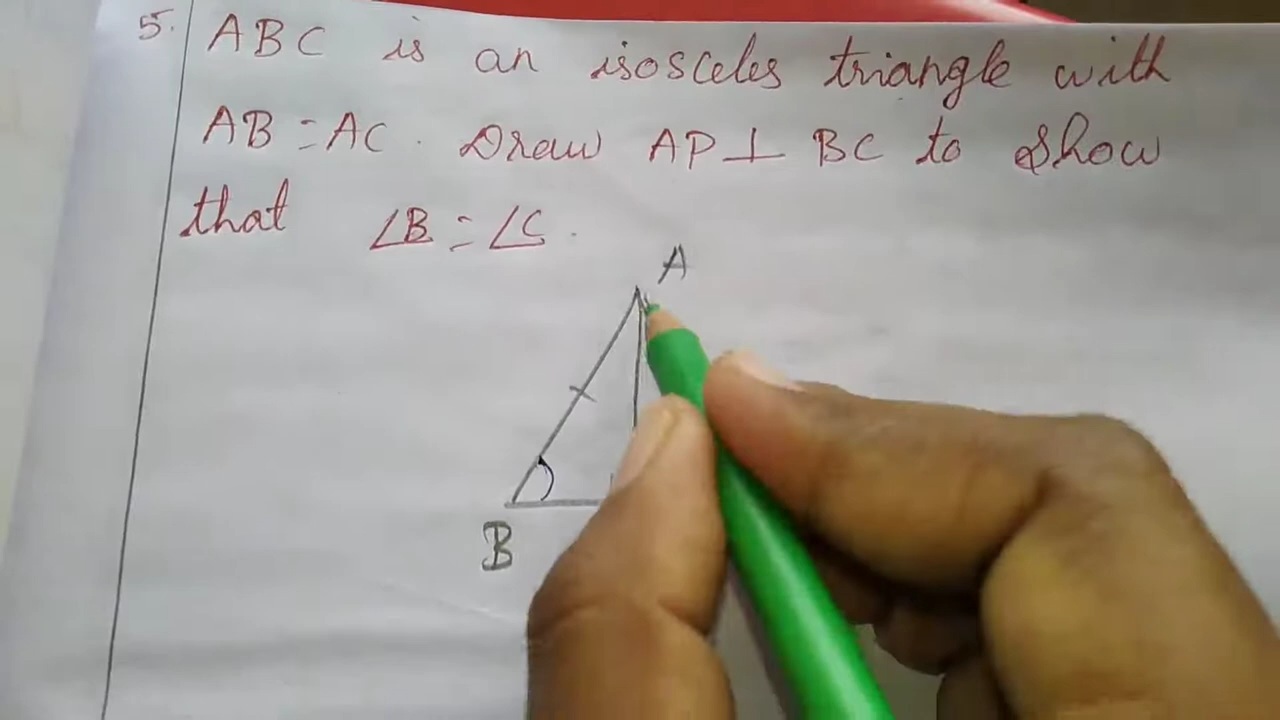 5. ABC is an isosceles triangle with
AB = AC. Draw AP ⊥ BC to Show
that ∠B = ∠C.
A
B